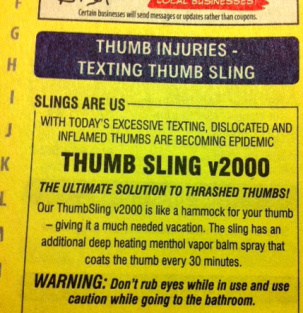 LOCAL BUSINESSES!
Certain businesses will send messages or updates rather than coupons.
F
G
H
I
J
K
L
THUMB INJURIES -
TEXTING THUMB SLING
SLINGS ARE US
WITH TODAY'S EXCESSIVE TEXTING, DISLOCATED AND
INFLAMED THUMBS ARE BECOMING EPIDEMIC
THUMB SLING v2000
THE ULTIMATE SOLUTION TO THRASHED THUMBS!
Our ThumbSling v2000 is like a hammock for your thumb
– giving it a much needed vacation. The sling has an
additional deep heating menthol vapor balm spray that
coats the thumb every 30 minutes.
WARNING: Don't rub eyes while in use and use
caution while going to the bathroom.